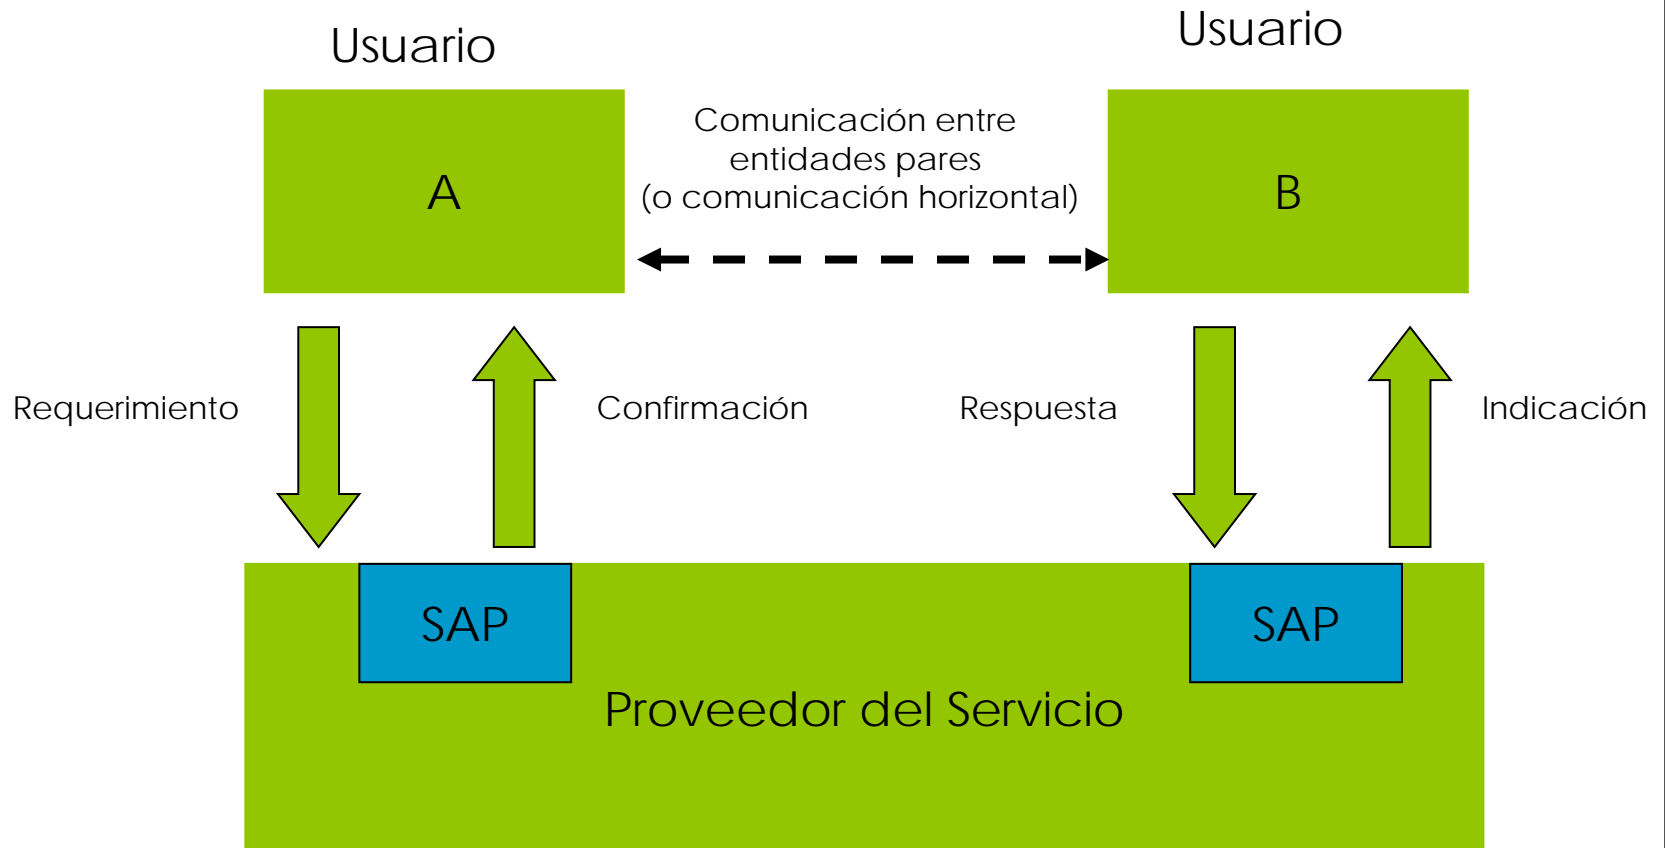 Usuario
Usuario
A
Comunicación entre
entidades pares
(o comunicación horizontal)
B
Requerimiento
Confirmación
Respuesta
Indicación
SAP
SAP
Proveedor del Servicio